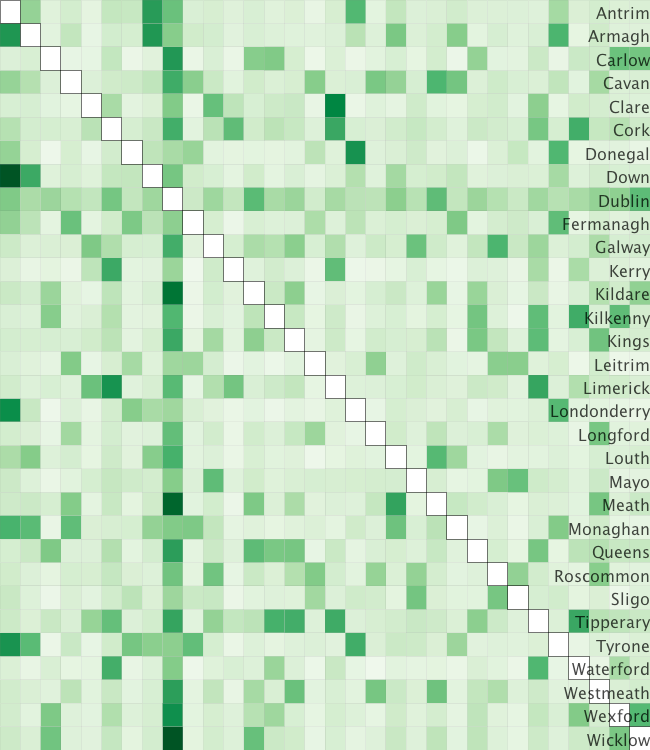 Antrim
Armagh
Carlow
Cavan
Clare
Cork
Donegal
Down
Dublin
Fermanagh
Galway
Kerry
Kildare
Kilkenny
Kings
Leitrim
Limerick
Londonderry
Longford
Louth
Mayo
Meath
Monaghan
Queens
Roscommon
Sligo
Tipperary
Tyrone
Waterford
Westmeath
Wexford
Wicklow